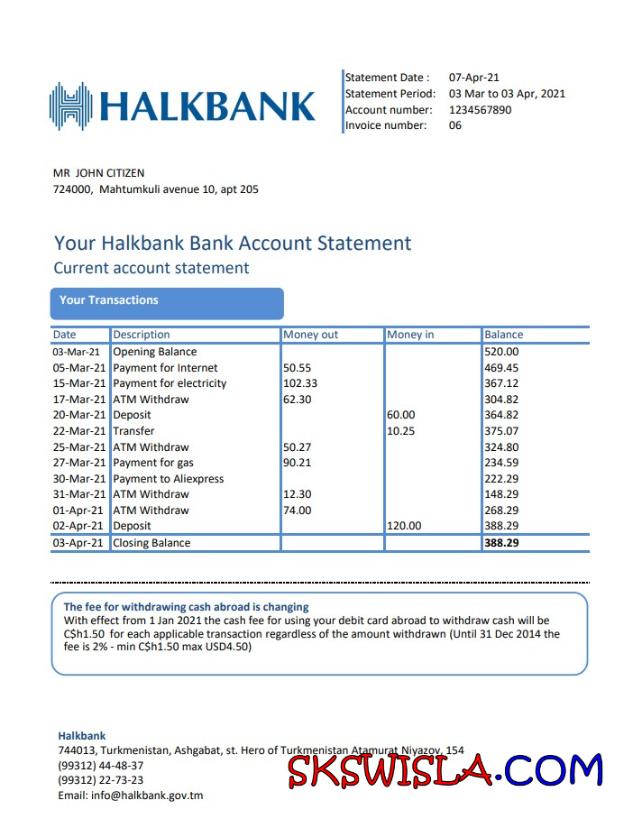 HALKBANK
Statement Date : 07-Apr-21
Statement Period: 03 Mar to 03 Apr, 2021
Account number: 1234567890
Invoice number: 06
MR JOHN CITIZEN
724000, Mahtumkuli avenue 10, apt 205
Your Halkbank Bank Account Statement
Current account statement
Your Transactions
Date Description Money out Money in Balance
03-Mar-21 Opening Balance 520.00
05-Mar-21 Payment for Internet 50.55 469.45
15-Mar-21 Payment for electricity 102.33 367.12
17-Mar-21 ATM Withdraw 62.30 304.82
20-Mar-21 Deposit 60.00 364.82
22-Mar-21 Transfer 10.25 375.07
25-Mar-21 ATM Withdraw 50.27 324.80
27-Mar-21 Payment for gas 90.21 234.59
30-Mar-21 Payment to Aliexpress 222.29
31-Mar-21 ATM Withdraw 12.30 148.29
01-Apr-21 ATM Withdraw 74.00 268.29
02-Apr-21 Deposit 120.00 388.29
03-Apr-21 Closing Balance 388.29
The fee for withdrawing cash abroad is changing
With effect from 1 Jan 2021 the cash fee for using your debit card abroad to withdraw cash will be
C$h1.50 for each applicable transaction regardless of the amount withdrawn (Until 31 Dec 2014 the
fee is 2% - min C$h1.50 max USD4.50)
Halkbank
744013, Turkmenistan, Ashgabat, st. Hero of Turkmenistan Atamurat Niyazov, 154
(99312) 44-48-37
(99312) 22-73-23
Email: info@halkbank.gov.tm
SKSWISLA.COM